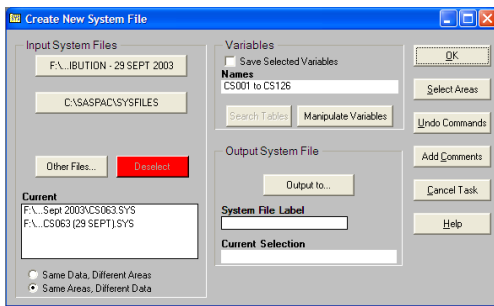 Create New System File
Input System Files
F:\...IBUTION - 29 SEPT 2003
C:\SASPAC\SYSFILES
Other Files...
Deselect
Current
F:\...Sept 2003\CS063.SYS
F:\...CS063 (29 SEPT).SYS
Same Data, Different Areas
Same Areas, Different Data
Variables
Save Selected Variables
Names
CS001 to CS126
Search Tables
Manipulate Variables
Output System File
Output to...
System File Label
Current Selection
OK
Select Areas
Undo Commands
Add Comments
Cancel Task
Help